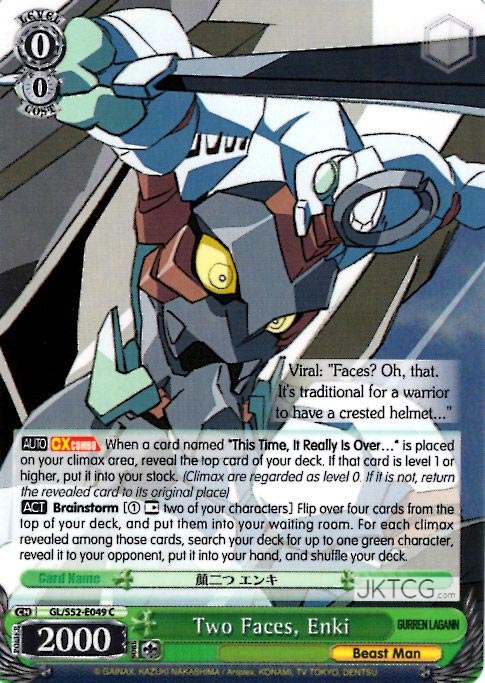 LEVEL
0
0
COST
Viral: "Faces? Oh, that.
It's traditional for a warrior
to have a crested helmet..."
AUTO CX COMBO When a card named "This Time, It Really Is Over..." is placed
on your climax area, reveal the top card of your deck. If that card is level 1 or
higher, put it into your stock. (Climax are regarded as level 0. If it is not, return
the revealed card to its original place)
ACT Brainstorm [① two of your characters] Flip over four cards from the
top of your deck, and put them into your waiting room. For each climax
revealed among those cards, search your deck for up to one green character,
reveal it to your opponent, put it into your hand, and shuffle your deck.
Card Name 顔二つ エンキ
JKTCG.com
CH GL/S52-E049 C
POWER 2000 SOUL Two Faces, Enki GURREN LAGANN
Beast Man
© GAINAX, KAZUKI NAKASHIMA / Aniplex, KONAMI, TV TOKYO, DENTSU